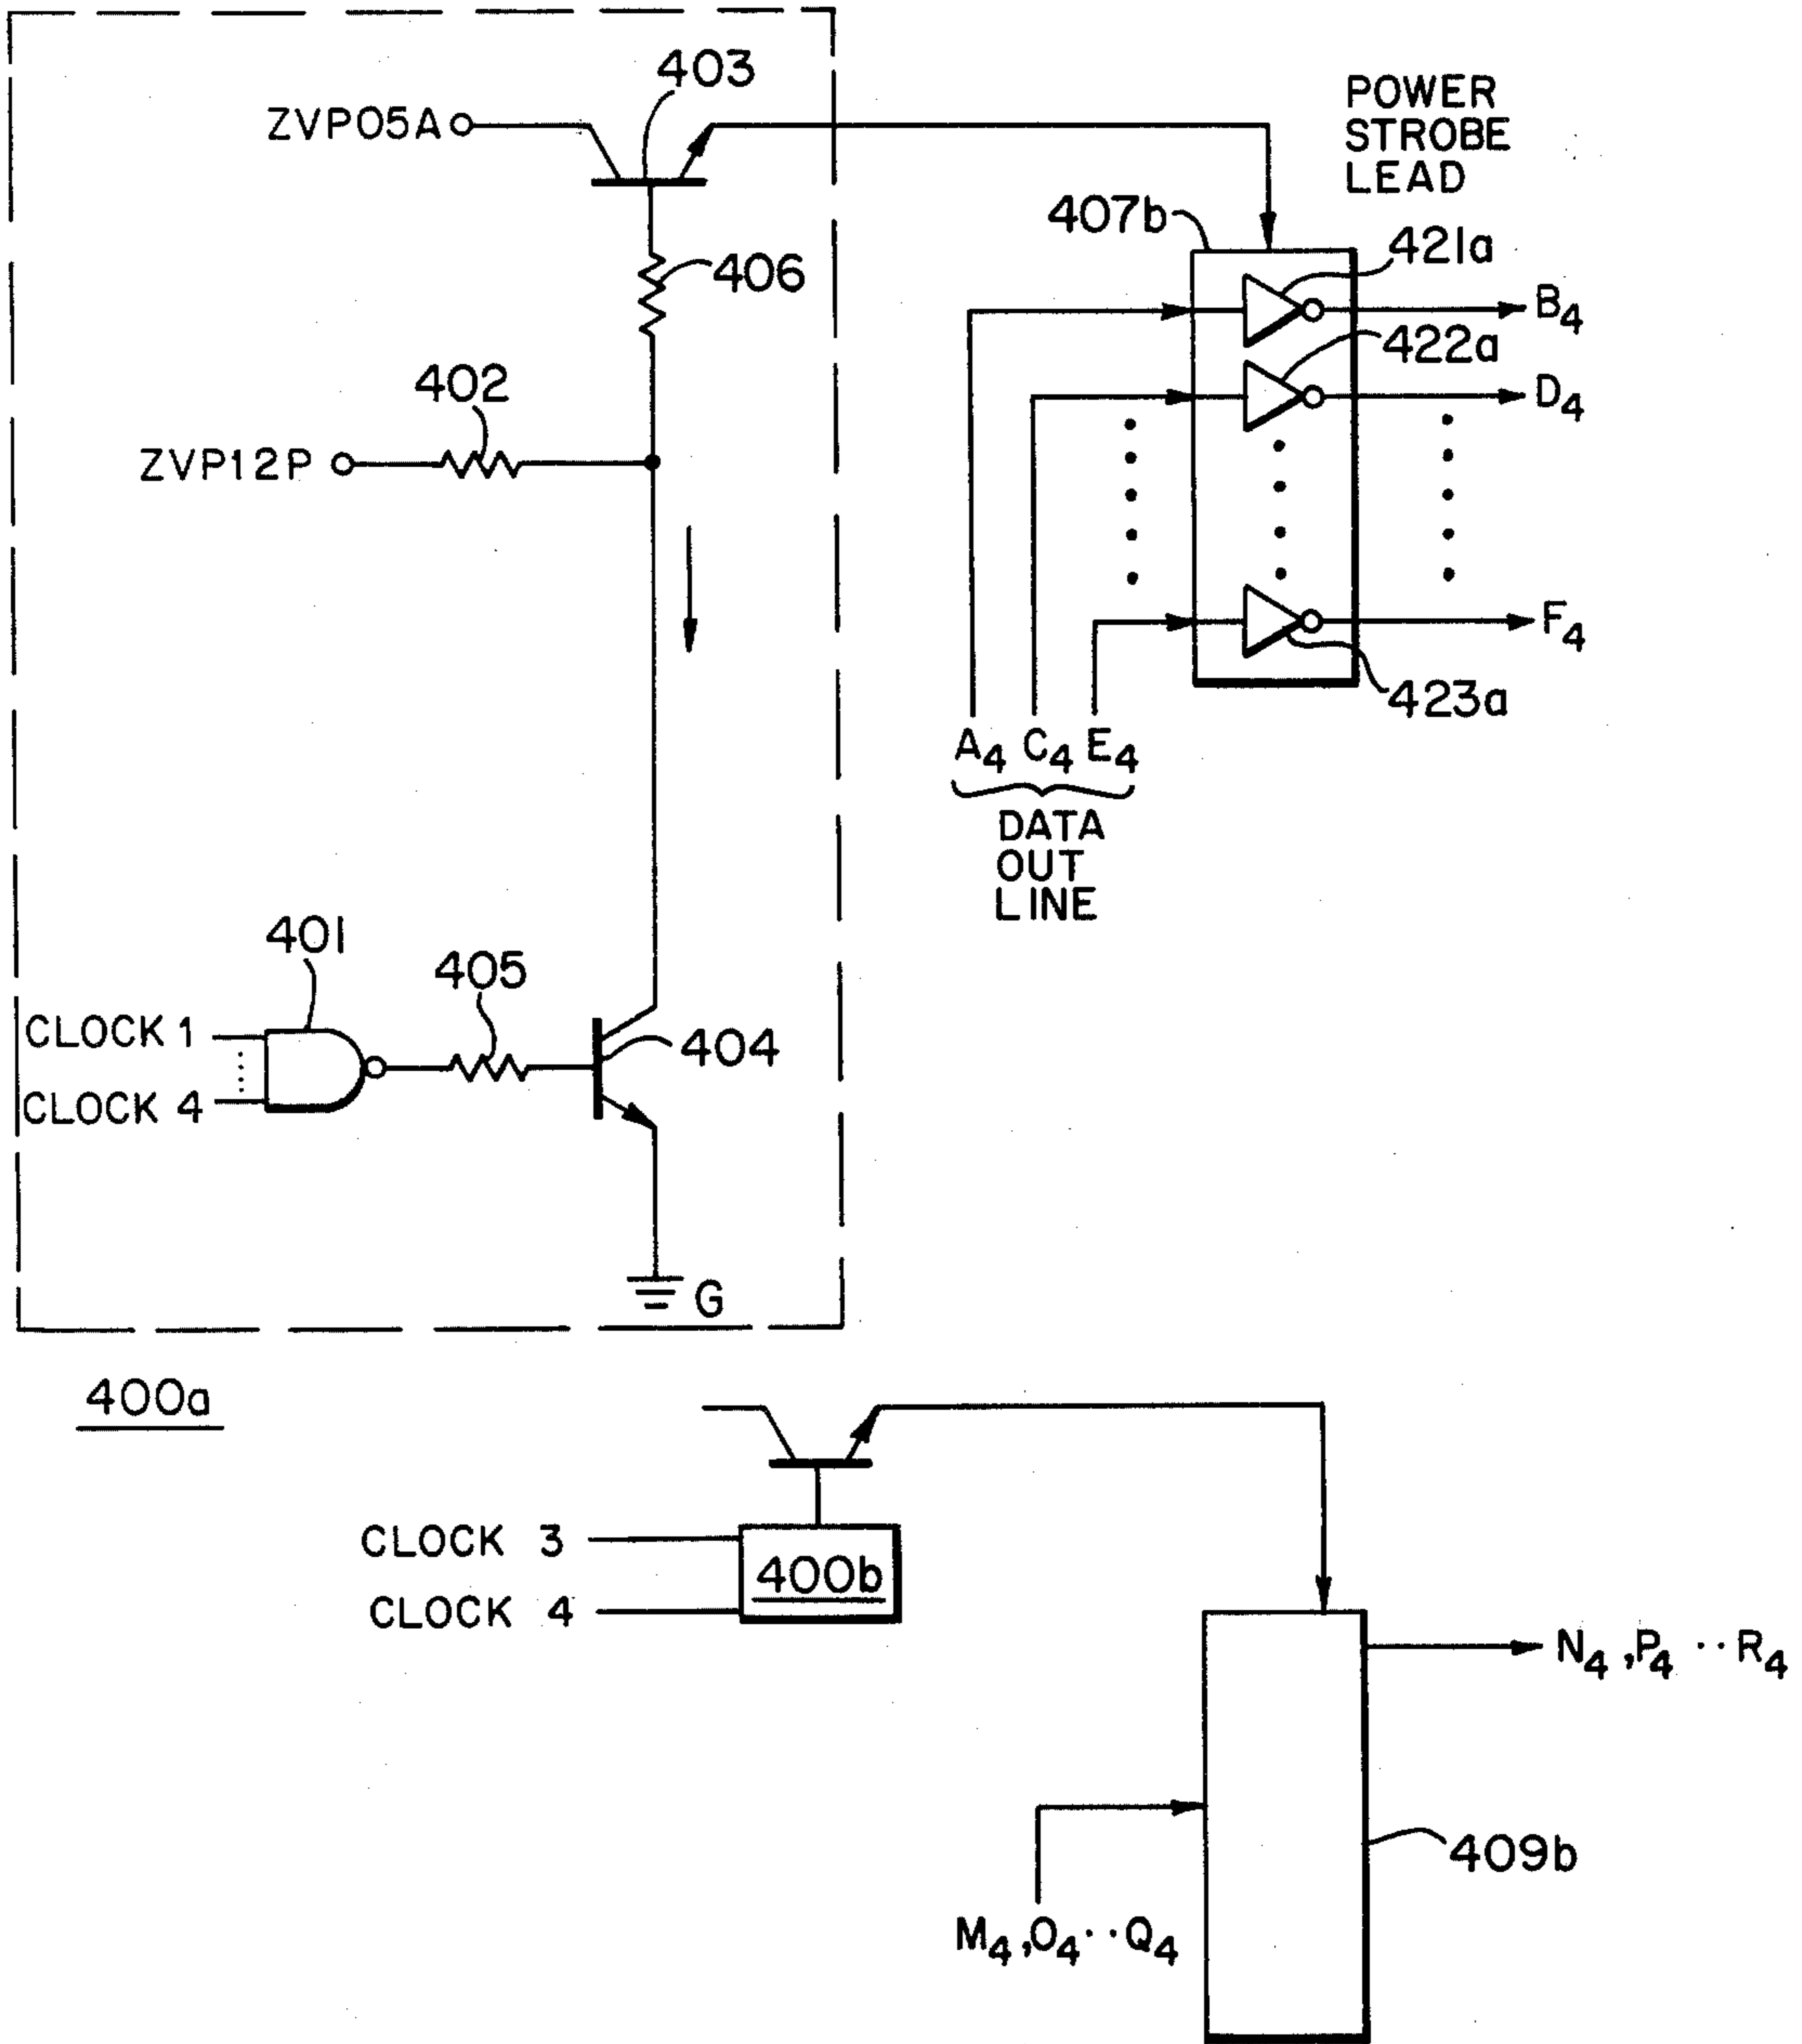 403
ZVP05A
POWER
STROBE
LEAD
407b
421a
406
B4
422a
402
D4
ZVP12P
F4
423a
A4 C4 E4
DATA
OUT
LINE
401
405
CLOCK 1
404
CLOCK 4
G
400a
CLOCK 3
400b
CLOCK 4
N4,P4 ·· R4
409b
M4,O4 ·· Q4